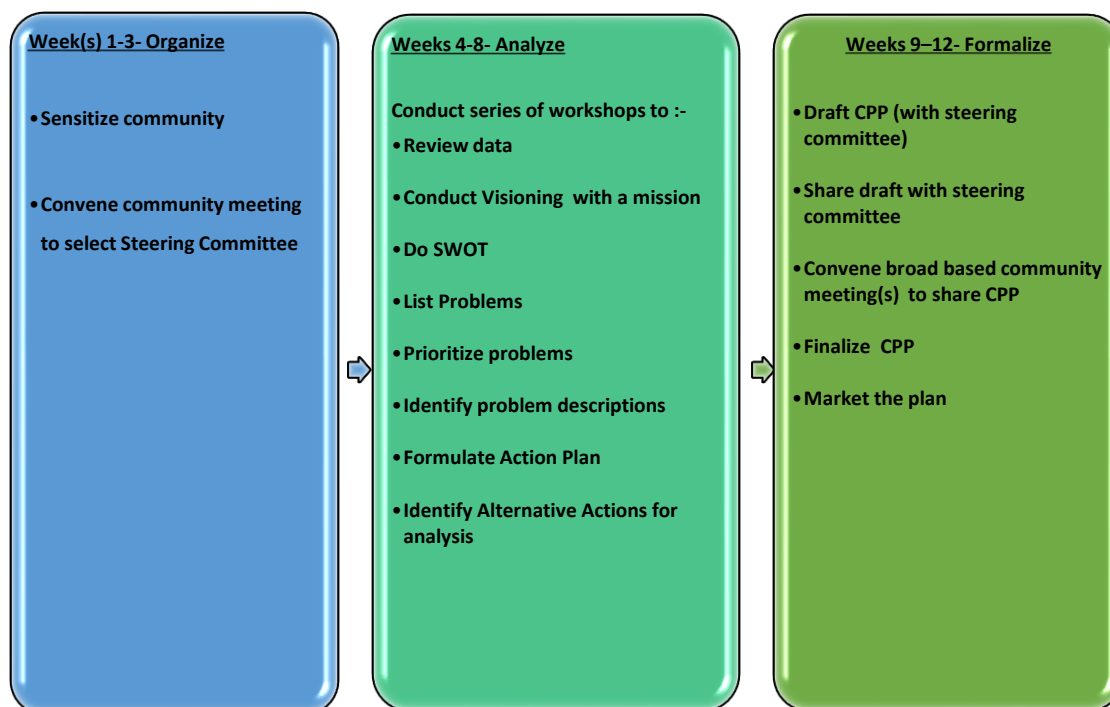 Week(s) 1-3- Organize
•Sensitize community
•Convene community meeting
to select Steering Committee
Weeks 4-8- Analyze
Conduct series of workshops to :-
•Review data
•Conduct Visioning with a mission
•Do SWOT
•List Problems
•Prioritize problems
•Identify problem descriptions
•Formulate Action Plan
•Identify Alternative Actions for
analysis
Weeks 9–12- Formalize
•Draft CPP (with steering
committee)
•Share draft with steering
committee
•Convene broad based community
meeting(s) to share CPP
•Finalize CPP
•Market the plan